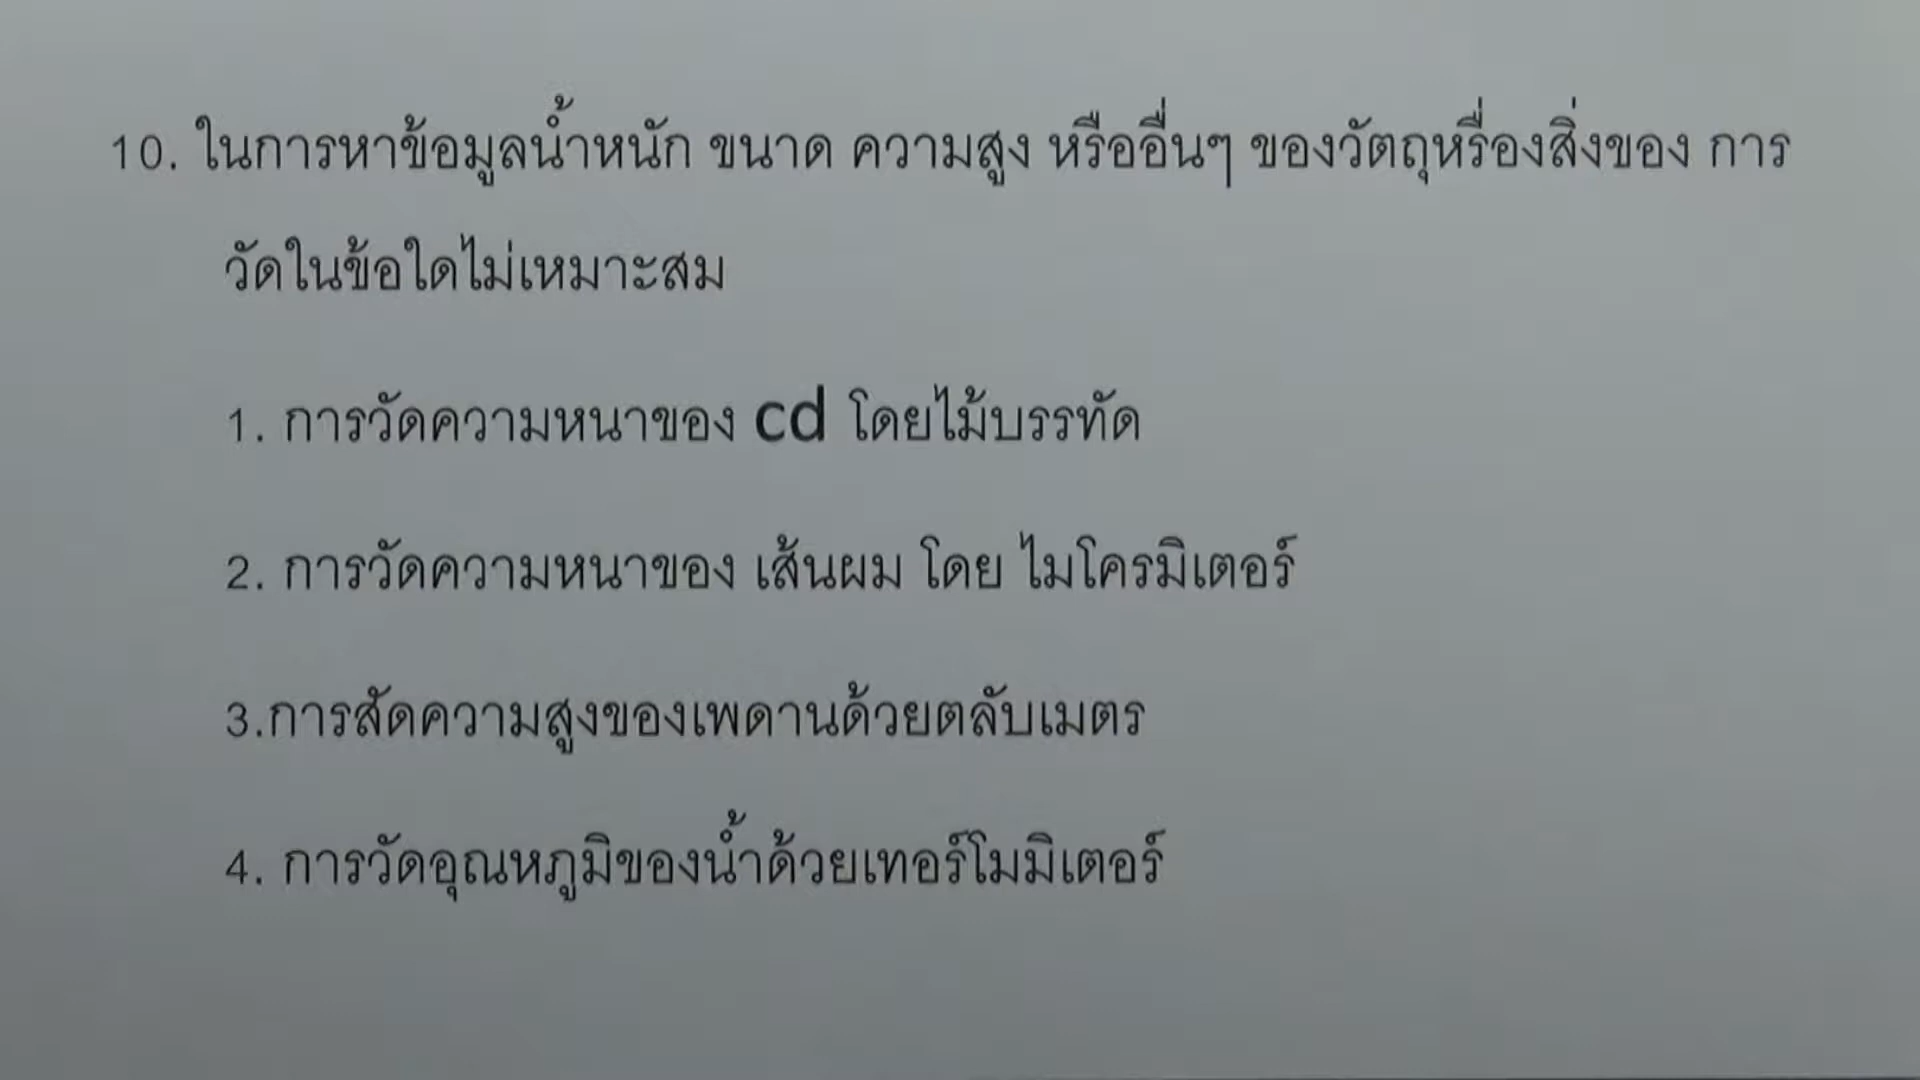 10. ในการหาข้อมูลน้ำหนัก ขนาด ความสูง หรืออื่นๆ ของวัตถุหรื่องสิ่งของ การ
วัดในข้อใดไม่เหมาะสม
1. การวัดความหนาของ cd โดยไม้บรรทัด
2. การวัดความหนาของ เส้นผม โดย ไมโครมิเตอร์
3.การสัดความสูงของเพดานด้วยตลับเมตร
4. การวัดอุณหภูมิของน้ำด้วยเทอร์โมมิเตอร์